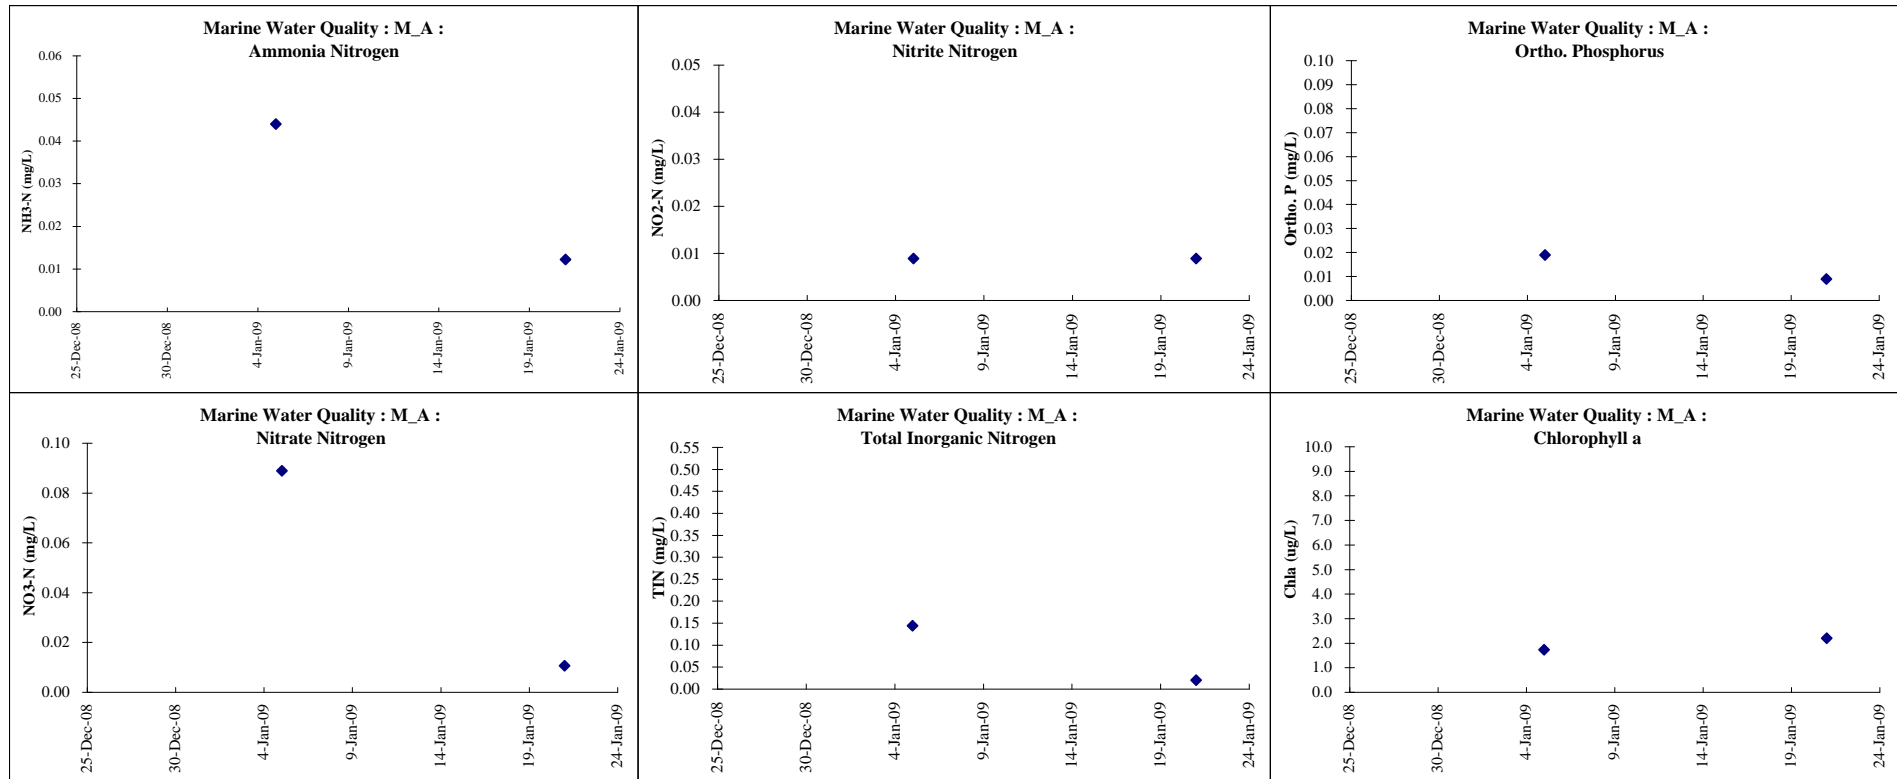 Marine Water Quality : M_A :
Ammonia Nitrogen
NH3-N (mg/L)
0.06
0.05
0.04
0.03
0.02
0.01
0.00
25-Dec-08
30-Dec-08
4-Jan-09
9-Jan-09
14-Jan-09
19-Jan-09
24-Jan-09
Marine Water Quality : M_A :
Nitrite Nitrogen
NO2-N (mg/L)
0.05
0.04
0.03
0.02
0.01
0.00
25-Dec-08
30-Dec-08
4-Jan-09
9-Jan-09
14-Jan-09
19-Jan-09
24-Jan-09
Marine Water Quality : M_A :
Ortho. Phosphorus
Ortho. P (mg/L)
0.10
0.09
0.08
0.07
0.06
0.05
0.04
0.03
0.02
0.01
0.00
25-Dec-08
30-Dec-08
4-Jan-09
9-Jan-09
14-Jan-09
19-Jan-09
24-Jan-09
Marine Water Quality : M_A :
Nitrate Nitrogen
NO3-N (mg/L)
0.10
0.08
0.06
0.04
0.02
0.00
25-Dec-08
30-Dec-08
4-Jan-09
9-Jan-09
14-Jan-09
19-Jan-09
24-Jan-09
Marine Water Quality : M_A :
Total Inorganic Nitrogen
TIN (mg/L)
0.55
0.50
0.45
0.40
0.35
0.30
0.25
0.20
0.15
0.10
0.05
0.00
25-Dec-08
30-Dec-08
4-Jan-09
9-Jan-09
14-Jan-09
19-Jan-09
24-Jan-09
Marine Water Quality : M_A :
Chlorophyll a
Chla (ug/L)
10.0
9.0
8.0
7.0
6.0
5.0
4.0
3.0
2.0
1.0
0.0
25-Dec-08
30-Dec-08
4-Jan-09
9-Jan-09
14-Jan-09
19-Jan-09
24-Jan-09